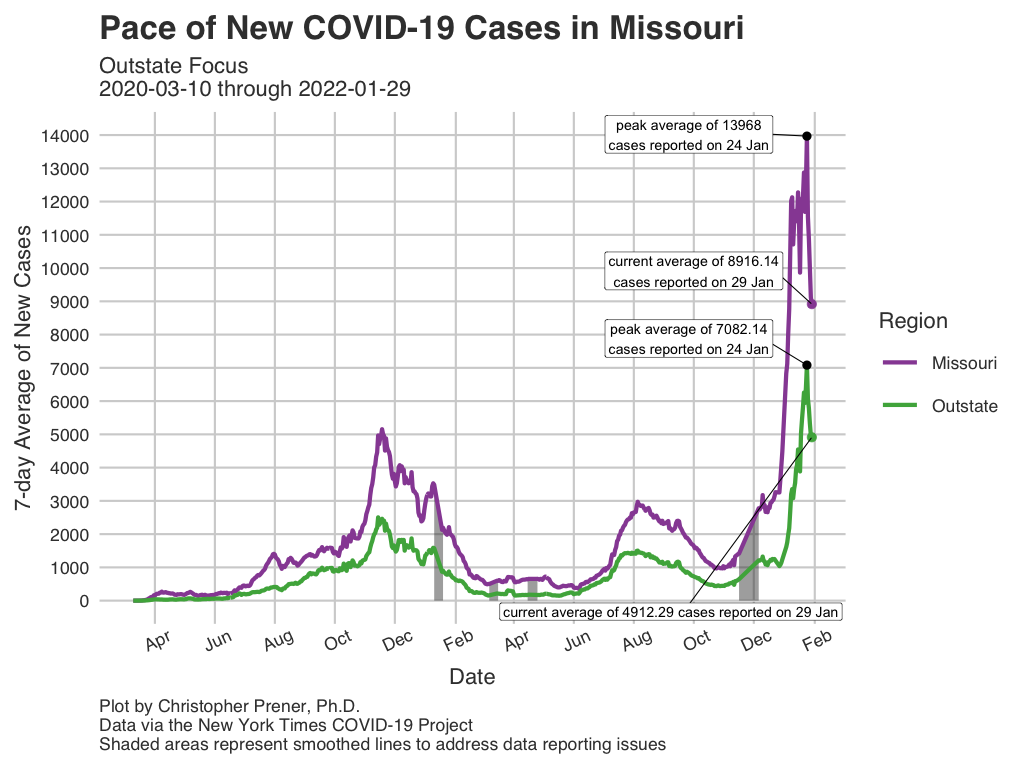 Pace of New COVID-19 Cases in Missouri
Outstate Focus
2020-03-10 through 2022-01-29
7-day Average of New Cases
14000
13000
12000
11000
10000
9000
8000
7000
6000
5000
4000
3000
2000
1000
0
peak average of 13968
cases reported on 24 Jan
current average of 8916.14
cases reported on 29 Jan
peak average of 7082.14
cases reported on 24 Jan
current average of 4912.29 cases reported on 29 Jan
Apr Jun Aug Oct Dec Feb Apr Jun Aug Oct Dec Feb
Date
Region
Missouri
Outstate
Plot by Christopher Prener, Ph.D.
Data via the New York Times COVID-19 Project
Shaded areas represent smoothed lines to address data reporting issues